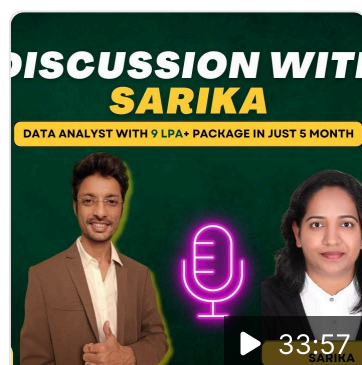 DISCUSSION WITH
SARIKA
DATA ANALYST WITH 9 LPA+ PACKAGE IN JUST 5 MONTH
33:57
SARIKA